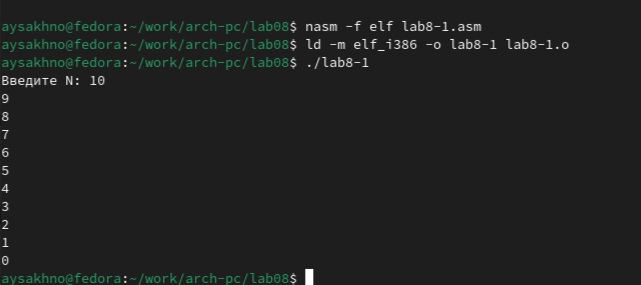 aysakhno@fedora:~/work/arch-pc/lab08$ nasm -f elf lab8-1.asm
aysakhno@fedora:~/work/arch-pc/lab08$ ld -m elf_i386 -o lab8-1 lab8-1.o
aysakhno@fedora:~/work/arch-pc/lab08$ ./lab8-1
Введите N: 10
9
8
7
6
5
4
3
2
1
0
aysakhno@fedora:~/work/arch-pc/lab08$